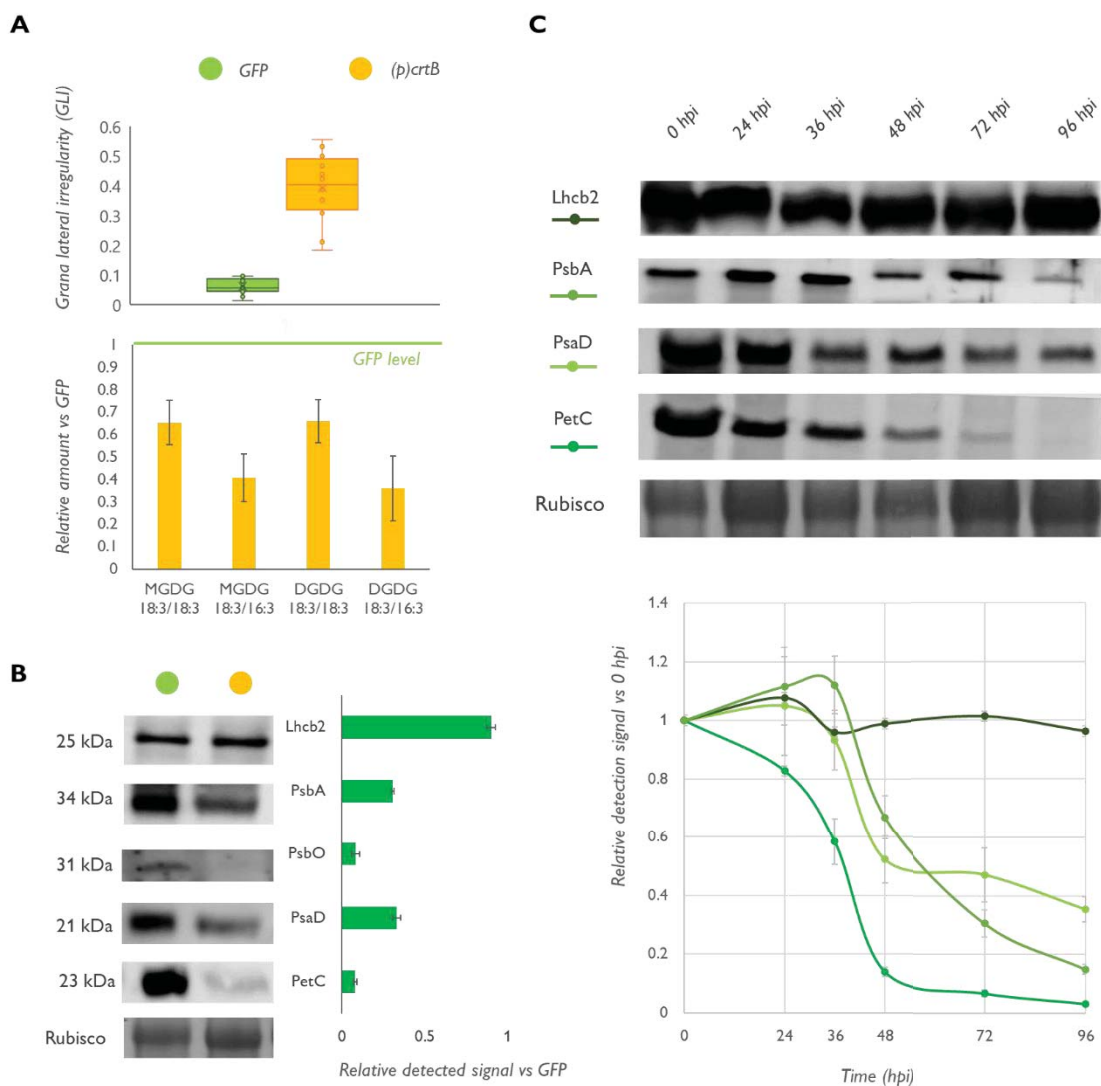 A
GFP
(p)crtB
Grana lateral irregularity (GLI)
0.6
0.5
0.4
0.3
0.2
0.1
0
GFP level
Relative amount vs GFP
1
0.9
0.8
0.7
0.6
0.5
0.4
0.3
0.2
0.1
0
MGDG MGDG DGDG DGDG
18:3/18:3 18:3/16:3 18:3/18:3 18:3/16:3
B
25 kDa
34 kDa
31 kDa
21 kDa
23 kDa
Rubisco
Lhcb2
PsbA
PsbO
PsaD
PetC
0 0.5 1
Relative detected signal vs GFP
C
0 hpi 24 hpi 36 hpi 48 hpi 72 hpi 96 hpi
Lhcb2
PsbA
PsaD
PetC
Rubisco
Relative detection signal vs 0 hpi
1.4
1.2
1
0.8
0.6
0.4
0.2
0
0 24 36 48 72 96
Time (hpi)